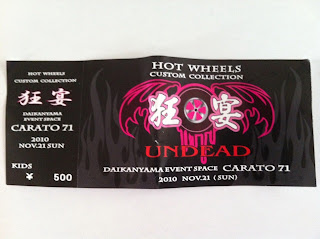 HOT WHEELS
CUSTOM COLLECTION
狂宴
DAIKANYAMA
EVENT SPACE
CARATO 71
2010
NOV.21 SUN
KIDS
¥ 500
HOT WHEELS
CUSTOM COLLECTION
狂宴
UNDEAD
DAIKANYAMA EVENT SPACE CARATO 71
2010 NOV.21 (SUN)